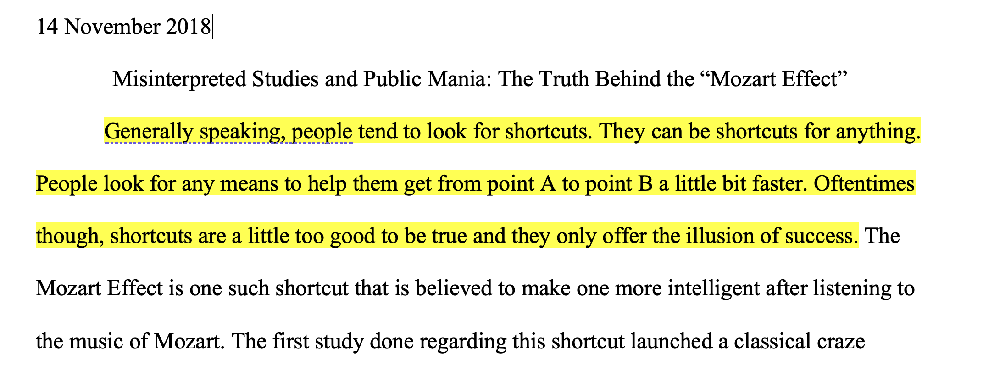 14 November 2018
Misinterpreted Studies and Public Mania: The Truth Behind the “Mozart Effect”
Generally speaking, people tend to look for shortcuts. They can be shortcuts for anything.
People look for any means to help them get from point A to point B a little bit faster. Oftentimes
though, shortcuts are a little too good to be true and they only offer the illusion of success. The
Mozart Effect is one such shortcut that is believed to make one more intelligent after listening to
the music of Mozart. The first study done regarding this shortcut launched a classical craze